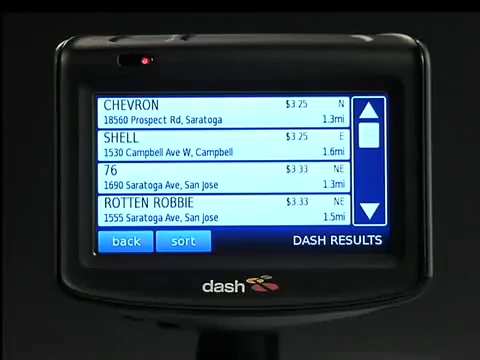 CHEVRON $3.25 N
18560 Prospect Rd, Saratoga 1.3mi
SHELL $3.25 E
1530 Campbell Ave W, Campbell 1.6mi
76 $3.33 NE
1690 Saratoga Ave, San Jose 1.3mi
ROTTEN ROBBIE $3.33 NE
1555 Saratoga Ave, San Jose 1.5mi
back sort DASH RESULTS
dash